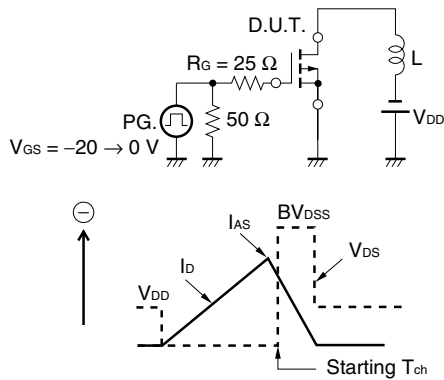 D.U.T.
RG = 25 Ω
L
PG.
50 Ω
VDD
VGS = −20 → 0 V
⊖
IAS
BVDSS
ID
VDS
VDD
Starting Tch